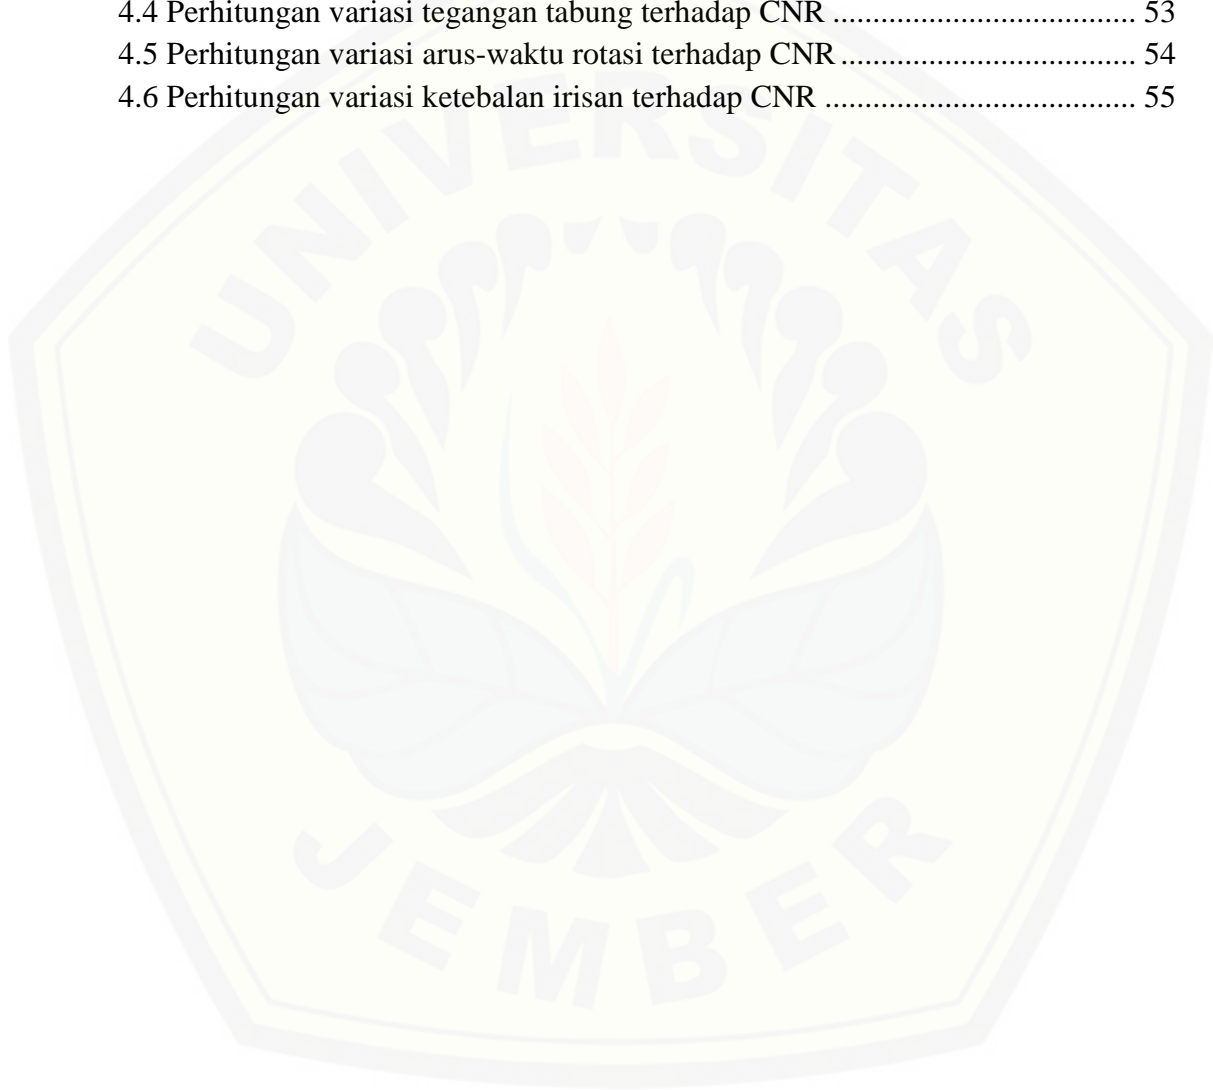 4.4 Perhitungan variasi tegangan tabung terhadap CNR ...................................... 53
4.5 Perhitungan variasi arus-waktu rotasi terhadap CNR ..................................... 54
4.6 Perhitungan variasi ketebalan irisan terhadap CNR ....................................... 55
UNIVERSITAS
JEMBER